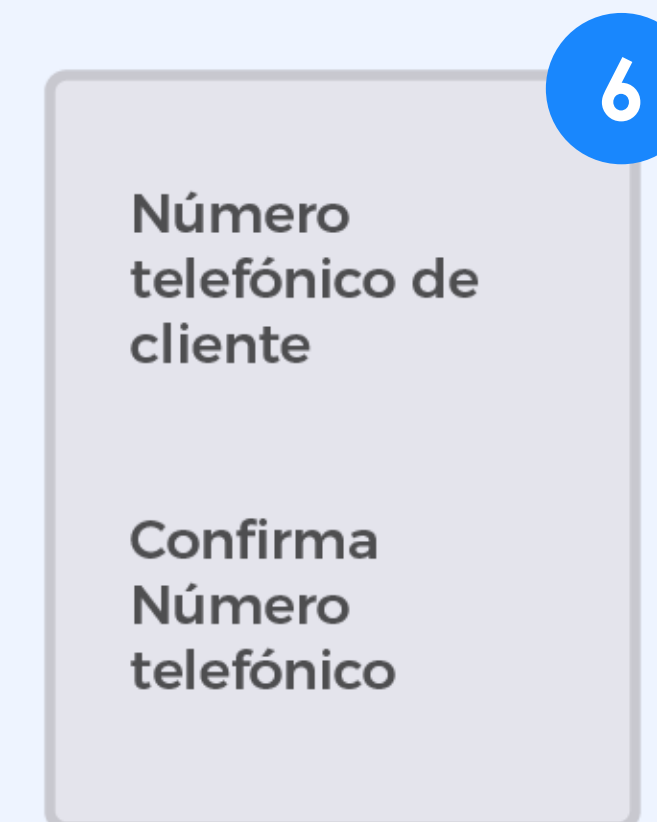 6
Número
telefónico de
cliente
Confirma
Número
telefónico